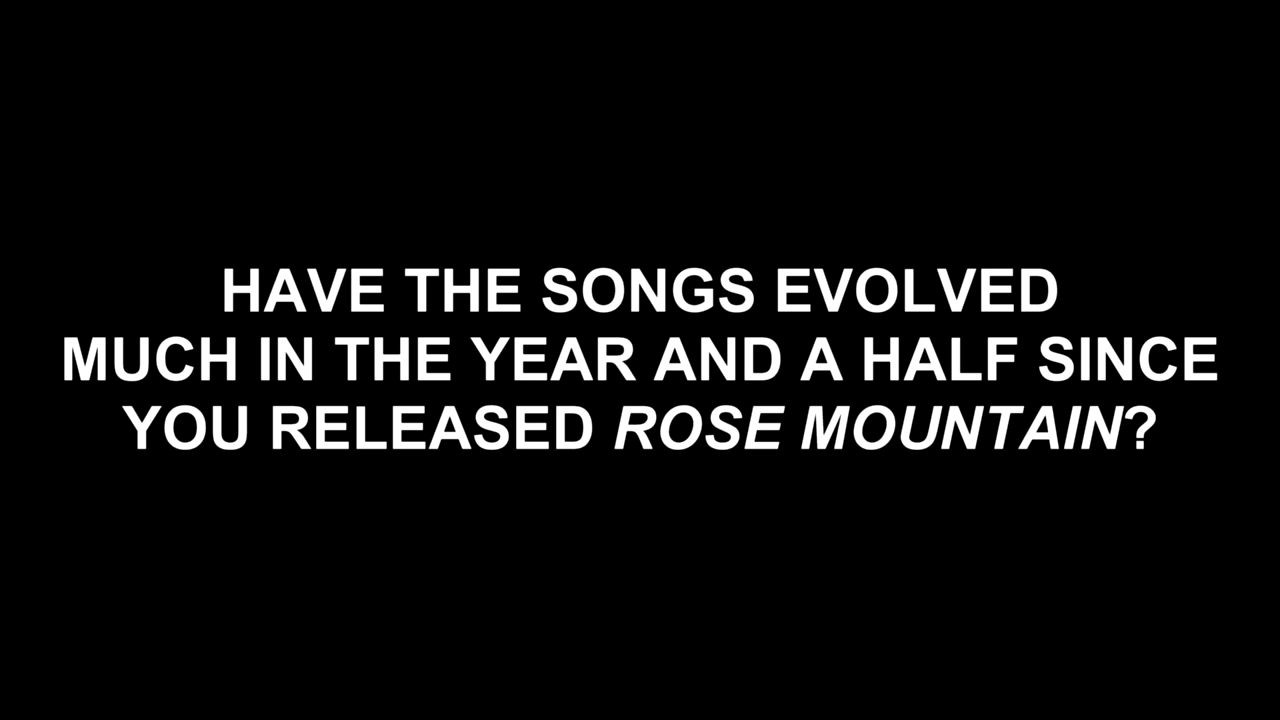 HAVE THE SONGS EVOLVED
MUCH IN THE YEAR AND A HALF SINCE
YOU RELEASED ROSE MOUNTAIN?